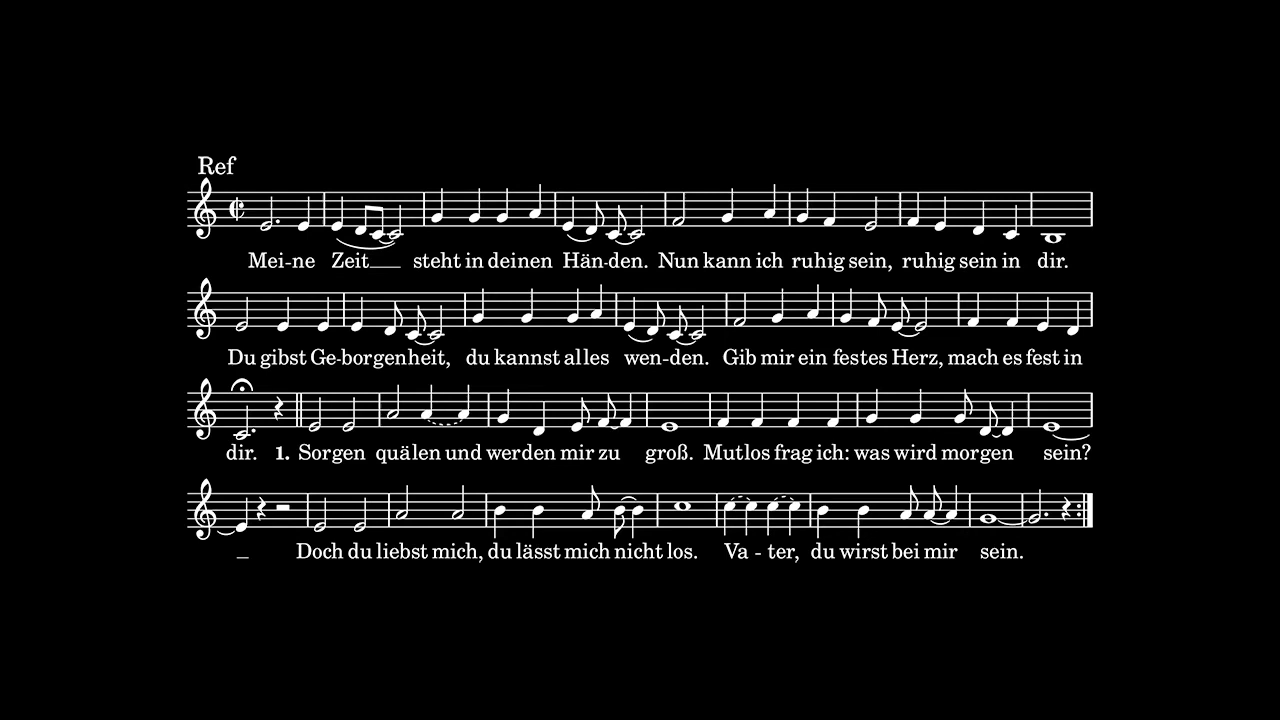 Ref
Mei-ne Zeit__ steht in deinen Hän-den. Nun kann ich ruhig sein, ruhig sein in dir.
Du gibst Ge-borgenheit, du kannst alles wen-den. Gib mir ein festes Herz, mach es fest in
dir. 1. Sorgen quälen und werden mir zu groß. Mutlos frag ich: was wird morgen sein?
_ Doch du liebst mich, du lässt mich nicht los. Va - ter, du wirst bei mir sein.